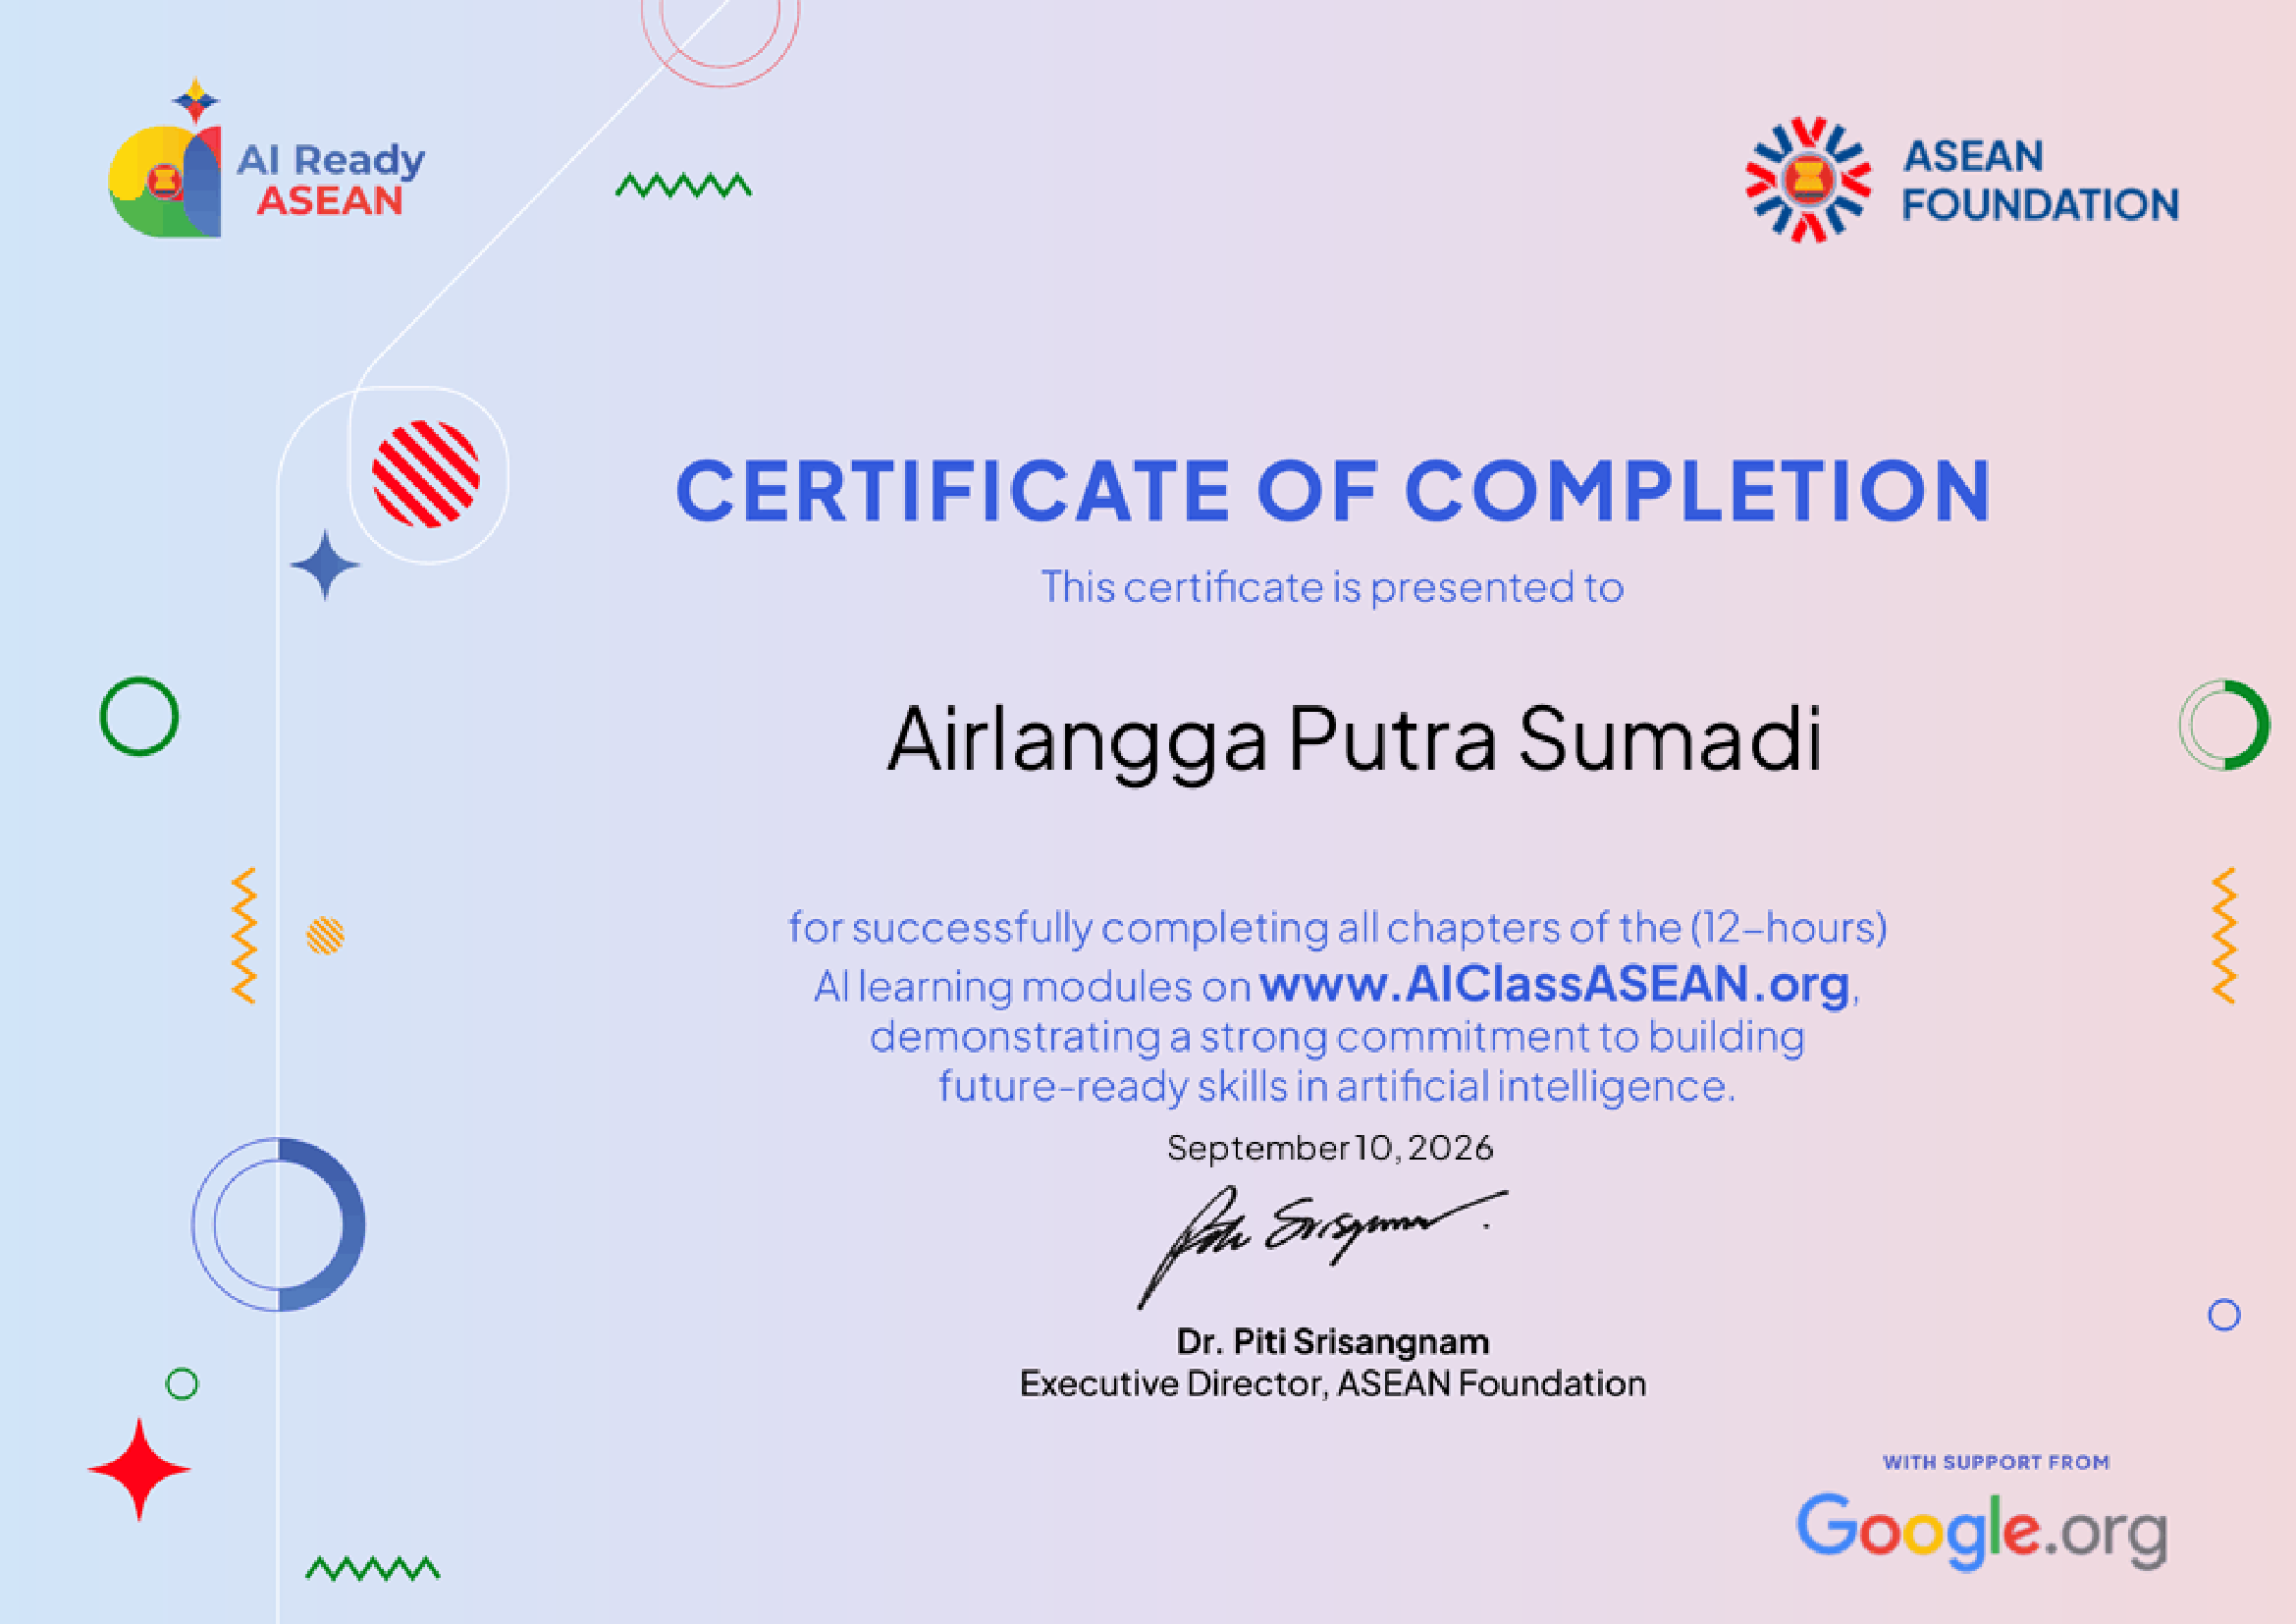 AI Ready
ASEAN
ASEAN
FOUNDATION
CERTIFICATE OF COMPLETION
This certificate is presented to
Airlangga Putra Sumadi
for successfully completing all chapters of the (12–hours)
AI learning modules on www.AIClassASEAN.org,
demonstrating a strong commitment to building
future-ready skills in artificial intelligence.
September 10, 2026
Dr. Piti Srisangnam
Executive Director, ASEAN Foundation
WITH SUPPORT FROM
Google.org